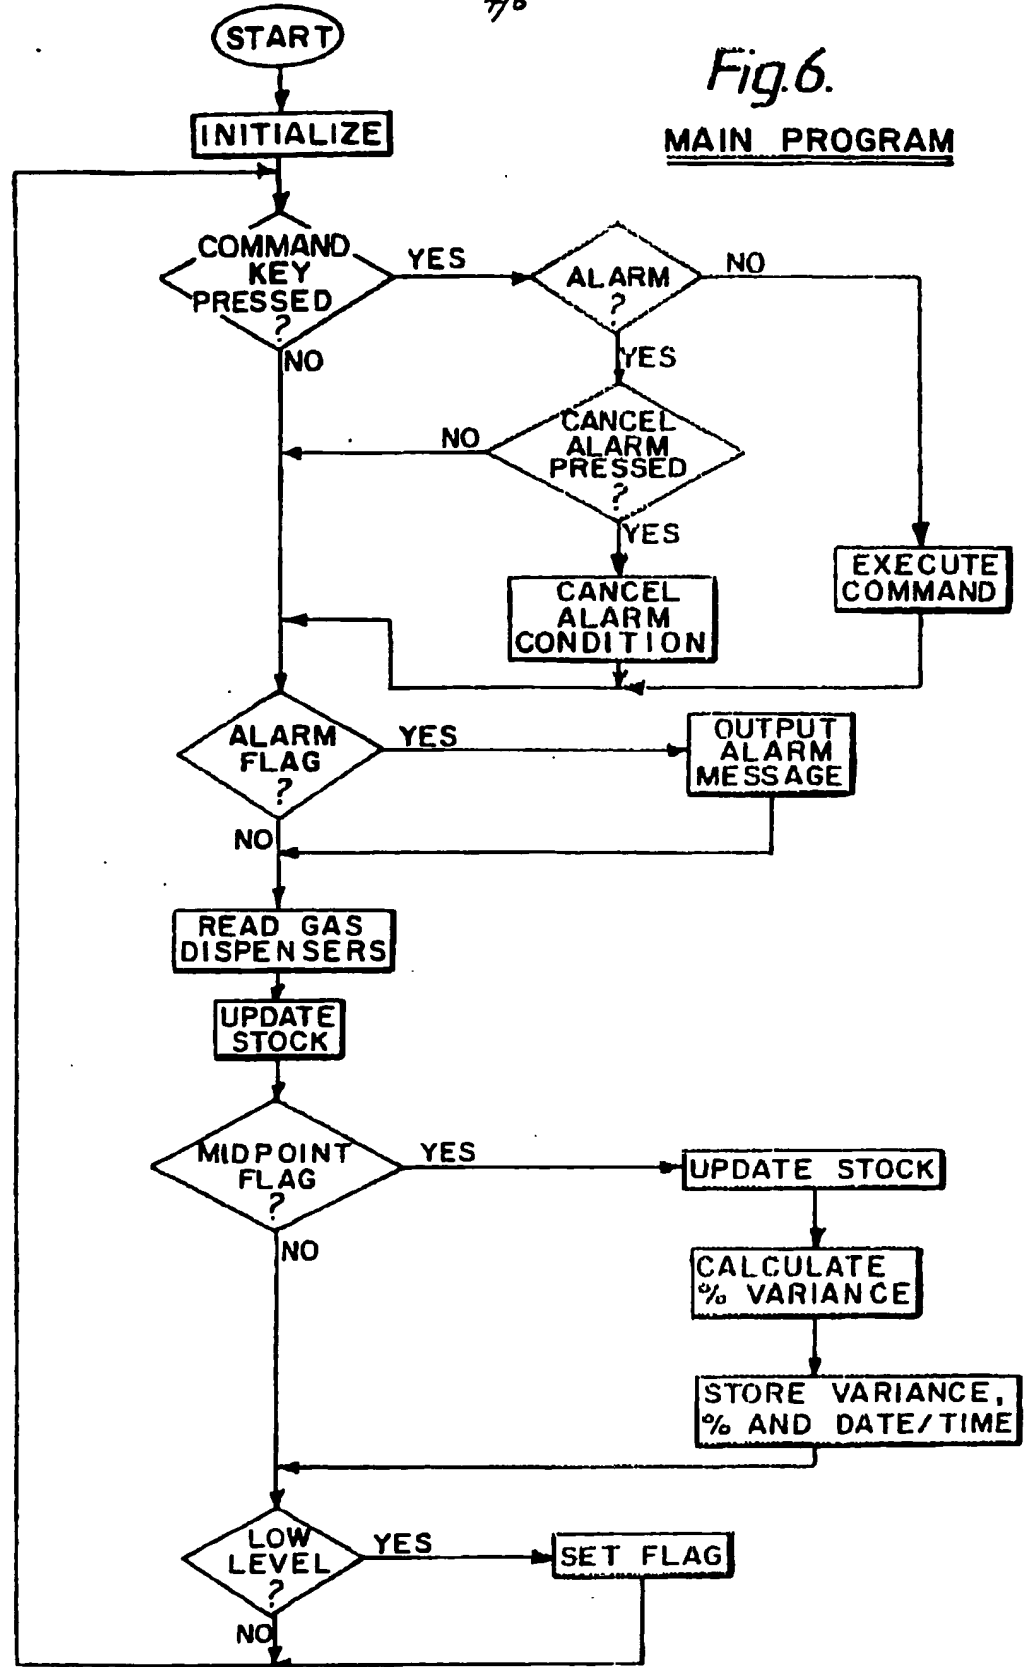 START
Fig.6.
MAIN PROGRAM
INITIALIZE
COMMAND
KEY
PRESSED
?
YES
NO
ALARM
?
NO
YES
CANCEL
ALARM
PRESSED
?
NO
YES
EXECUTE
COMMAND
CANCEL
ALARM
CONDITION
ALARM
FLAG
?
YES
NO
OUTPUT
ALARM
MESSAGE
READ GAS
DISPENSERS
UPDATE
STOCK
MIDPOINT
FLAG
?
YES
NO
UPDATE STOCK
CALCULATE
% VARIANCE
STORE VARIANCE,
% AND DATE/TIME
LOW
LEVEL
?
YES
NO
SET FLAG